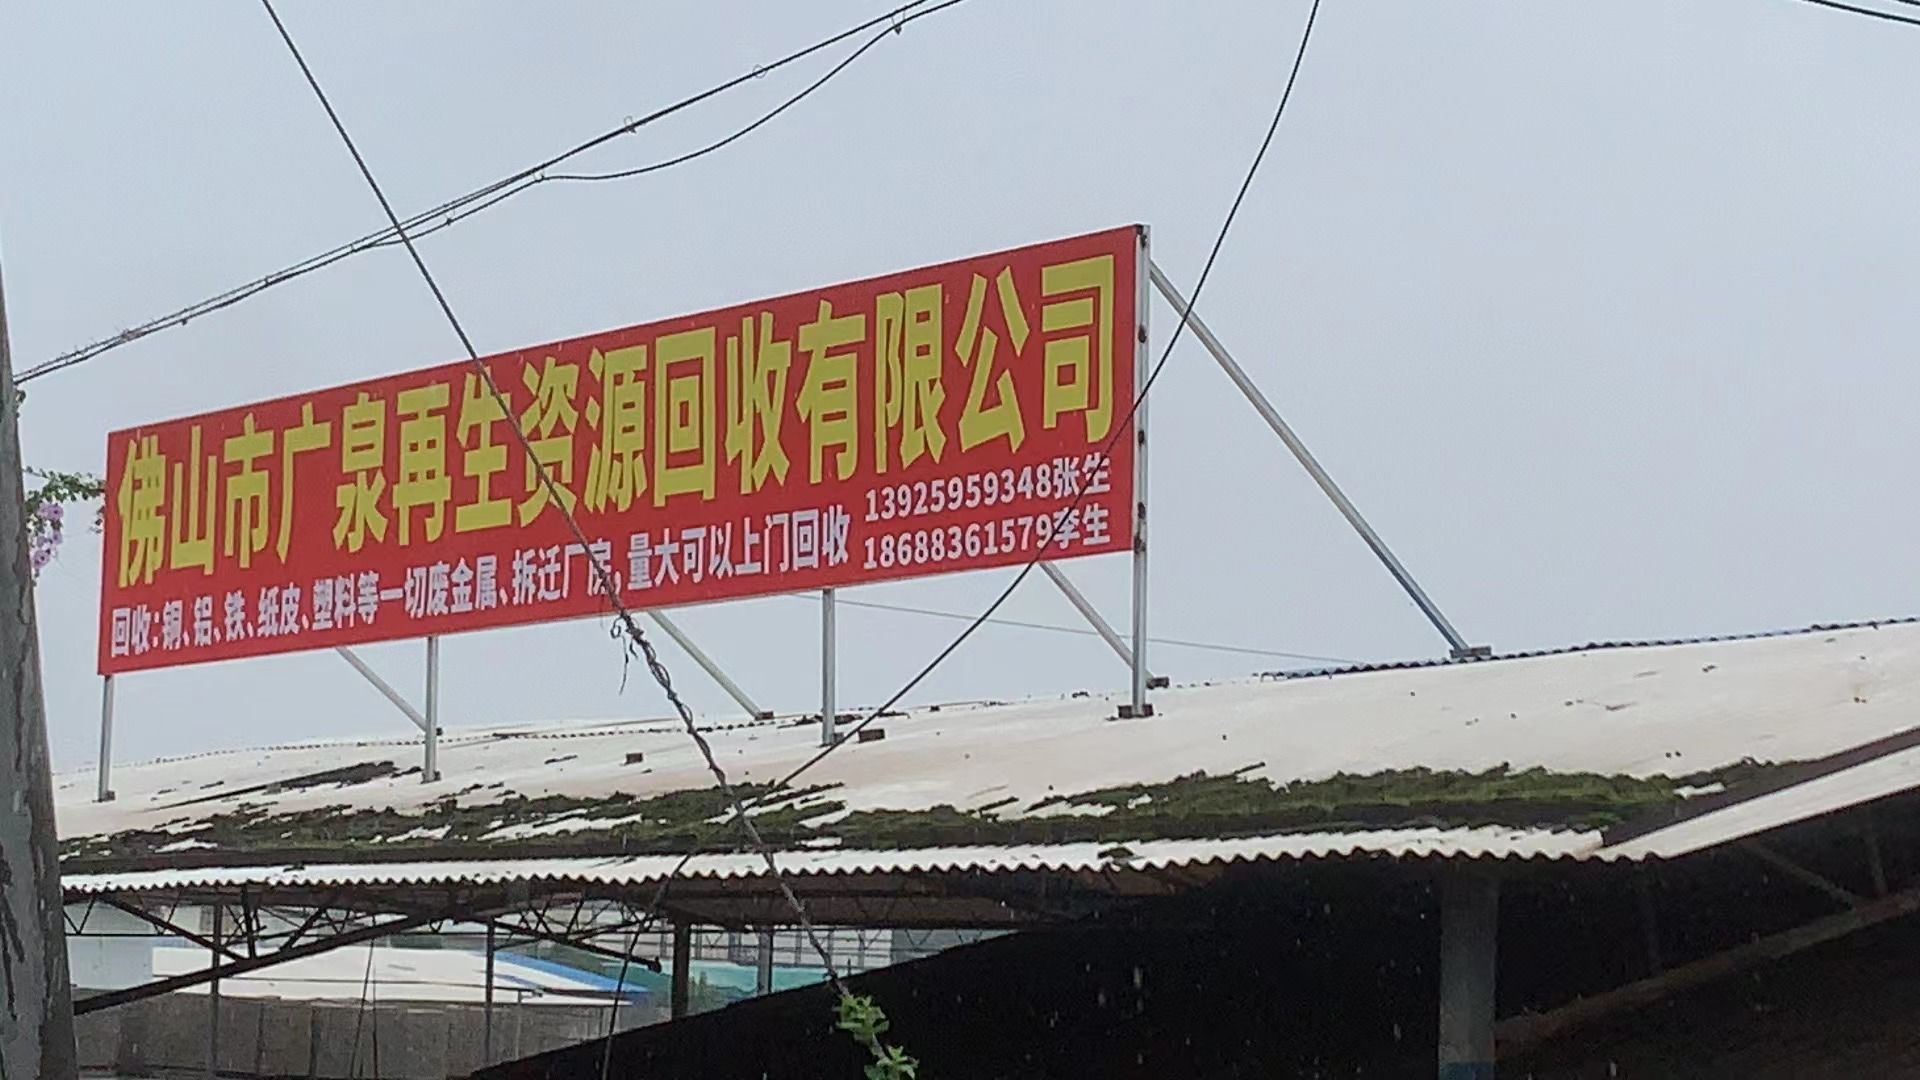 佛山市广泉再生资源回收有限公司
回收：铜、铝、铁、纸皮、塑料等一切废金属、拆迁厂房，量大可以上门回收
13925959348张生
18688361579李生